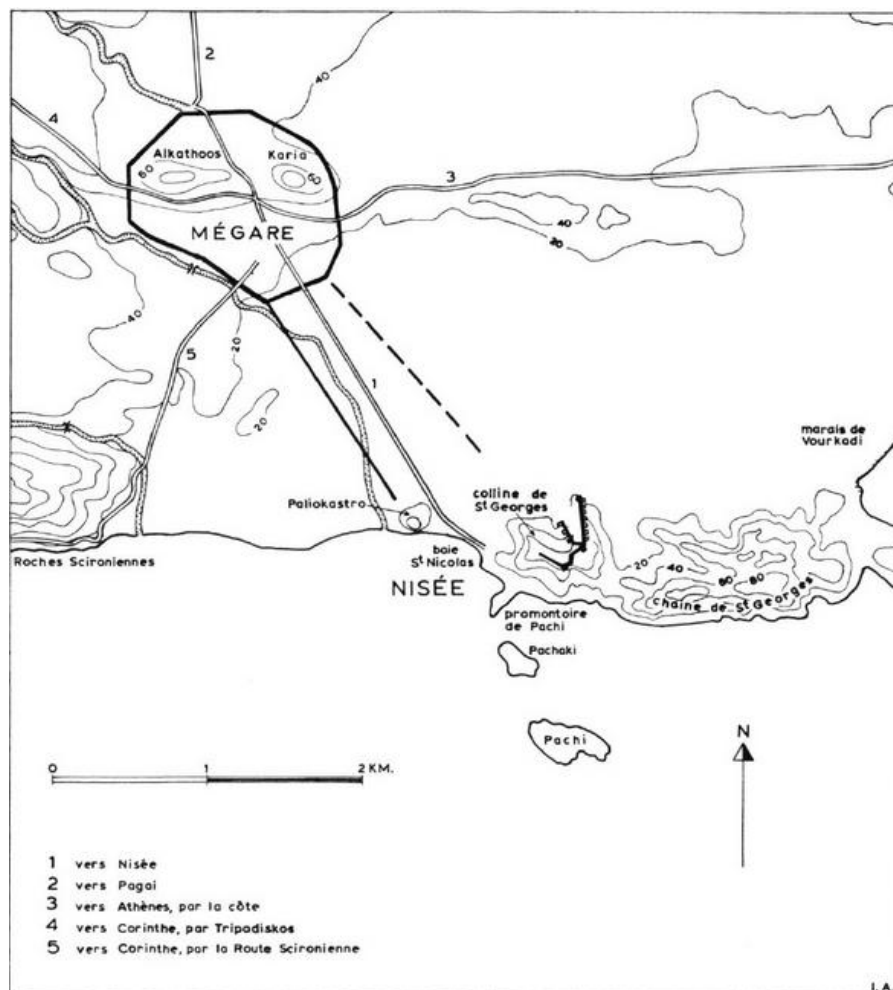 2
40
4
Alkathoos
Karia
60
60
3
MÉGARE
40
20
40
20
5
1
20
marais de
Vourkadi
colline de
St Georges
Paliokastro
Roches Scironiennes
baie
St Nicolas
20
40
60
80
chaîne de St Georges
NISÉE
promontoire
de Pachi
Pachaki
Pachi
N
0 1 2 KM.
1 vers Nisée
2 vers Pagai
3 vers Athènes, par la côte
4 vers Corinthe, par Tripodiskos
5 vers Corinthe, par la Route Scironienne